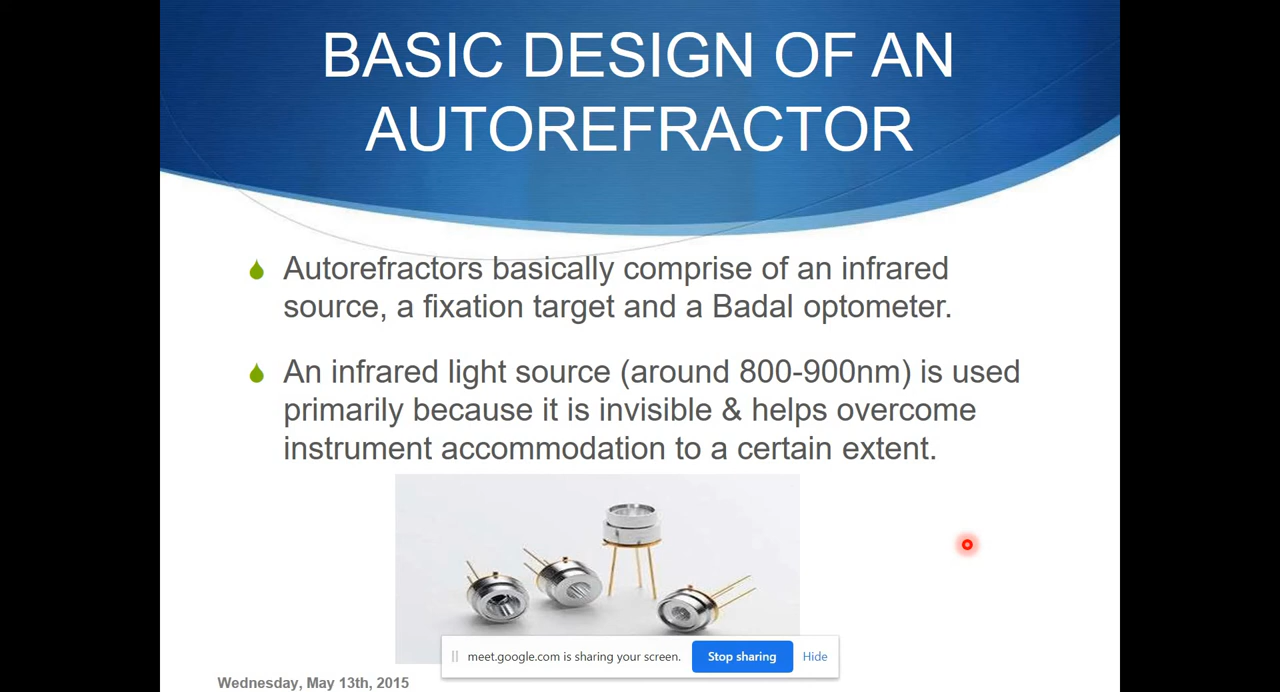 BASIC DESIGN OF AN
AUTOREFRACTOR
Autorefractors basically comprise of an infrared
source, a fixation target and a Badal optometer.
An infrared light source (around 800-900nm) is used
primarily because it is invisible & helps overcome
instrument accommodation to a certain extent.
meet.google.com is sharing your screen.
Stop sharing
Hide
Wednesday, May 13th, 2015